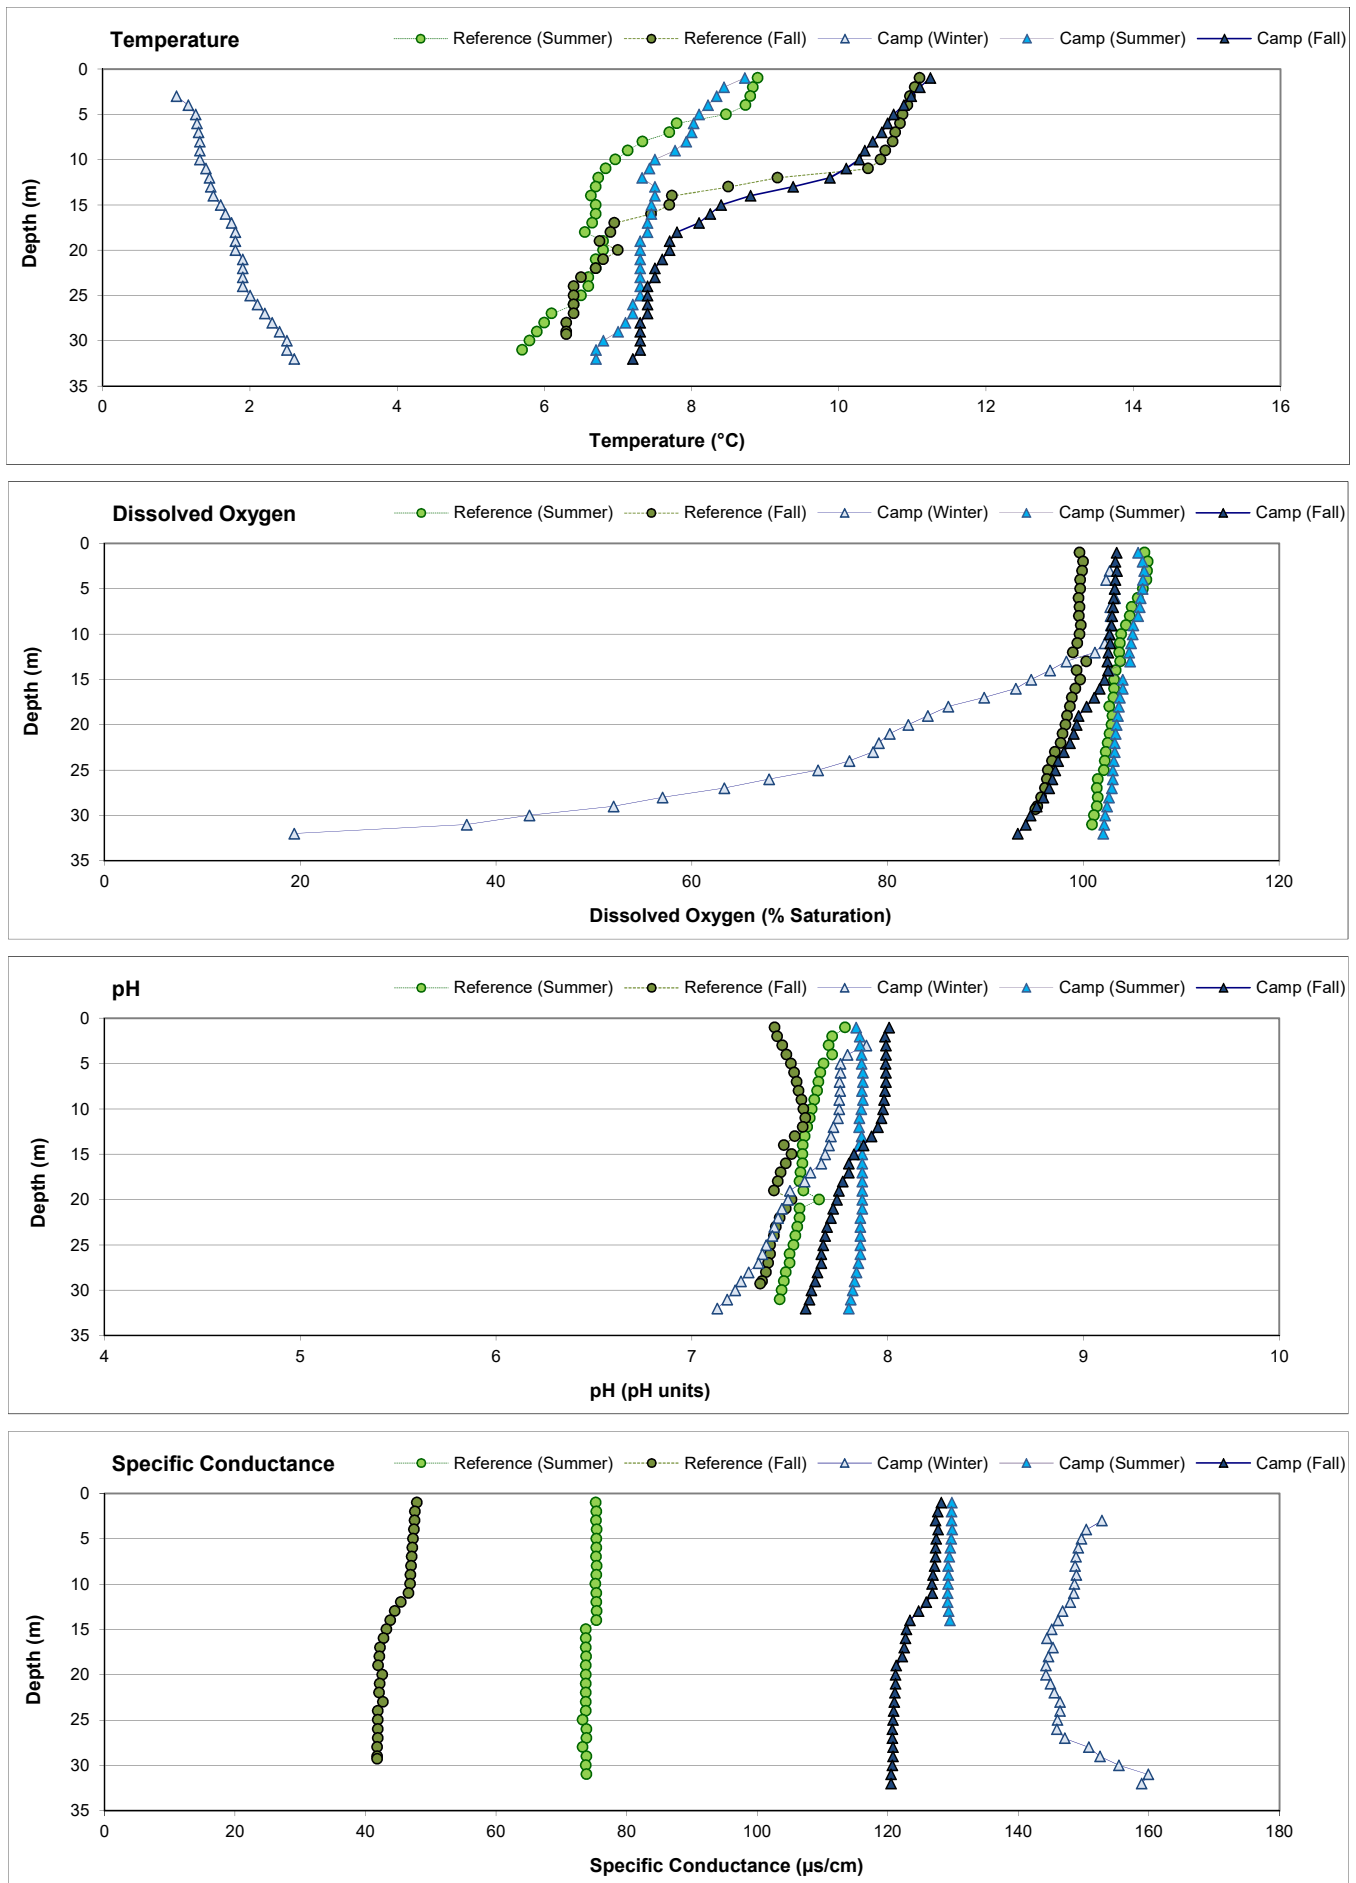 Temperature
Reference (Summer) Reference (Fall) Camp (Winter) Camp (Summer) Camp (Fall)
0
5
10
15
20
25
30
35
Depth (m)
0 2 4 6 8 10 12 14 16
Temperature (°C)
Dissolved Oxygen
Reference (Summer) Reference (Fall) Camp (Winter) Camp (Summer) Camp (Fall)
0
5
10
15
20
25
30
35
Depth (m)
0 20 40 60 80 100 120
Dissolved Oxygen (% Saturation)
pH
Reference (Summer) Reference (Fall) Camp (Winter) Camp (Summer) Camp (Fall)
0
5
10
15
20
25
30
35
Depth (m)
4 5 6 7 8 9 10
pH (pH units)
Specific Conductance
Reference (Summer) Reference (Fall) Camp (Winter) Camp (Summer) Camp (Fall)
0
5
10
15
20
25
30
35
Depth (m)
0 20 40 60 80 100 120 140 160 180
Specific Conductance (µs/cm)